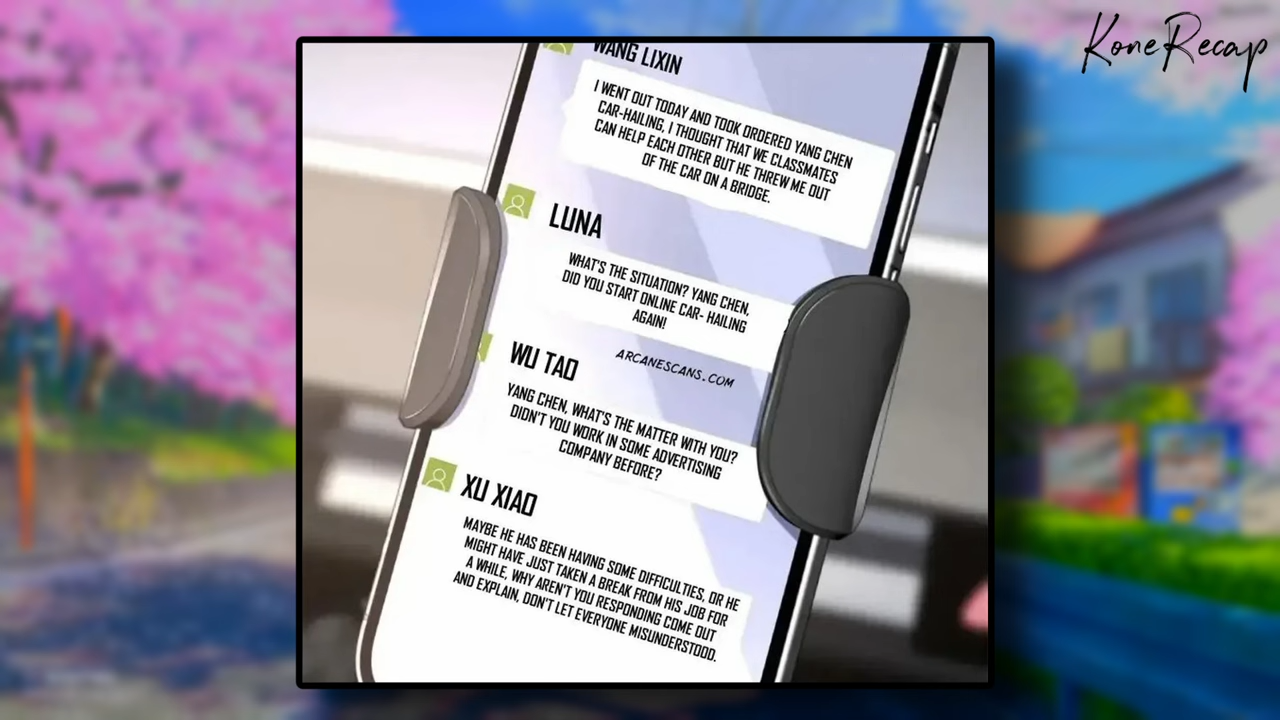 KoneRecap
WANG LIXIN
I WENT OUT TODAY AND TOOK ORDERED YANG CHEN
CAR-HAILING, I THOUGHT THAT WE CLASSMATES
CAN HELP EACH OTHER BUT HE THREW ME OUT
OF THE CAR ON A BRIDGE.
LUNA
WHAT'S THE SITUATION? YANG CHEN,
DID YOU START ONLINE CAR- HAILING
AGAIN!
ARCANESCANS.COM
WU TAO
YANG CHEN, WHAT'S THE MATTER WITH YOU?
DIDN'T YOU WORK IN SOME ADVERTISING
COMPANY BEFORE?
XU XIAO
MAYBE HE HAS BEEN HAVING SOME DIFFICULTIES, OR HE
MIGHT HAVE JUST TAKEN A BREAK FROM HIS JOB FOR
A WHILE, WHY AREN'T YOU RESPONDING COME OUT
AND EXPLAIN, DON'T LET EVERYONE MISUNDERSTOOD.